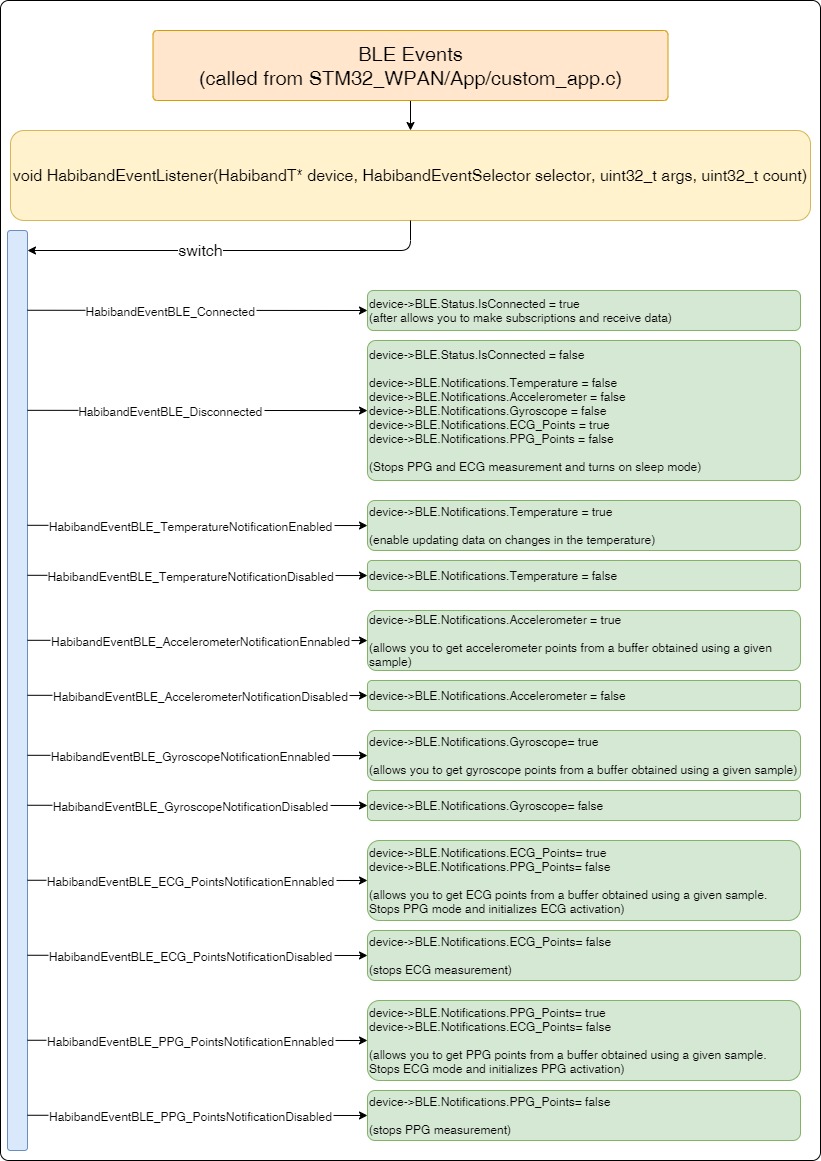 BLE Events
(called from STM32_WPAN/App/custom_app.c)
void HabibandEventListener(HabibandT* device, HabibandEventSelector selector, uint32_t args, uint32_t count)
switch
HabibandEventBLE_Connected
device->BLE.Status.IsConnected = true
(after allows you to make subscriptions and receive data)
HabibandEventBLE_Disconnected
device->BLE.Status.IsConnected = false
device->BLE.Notifications.Temperature = false
device->BLE.Notifications.Accelerometer = false
device->BLE.Notifications.Gyroscope = false
device->BLE.Notifications.ECG_Points = true
device->BLE.Notifications.PPG_Points = false
(Stops PPG and ECG measurement and turns on sleep mode)
HabibandEventBLE_TemperatureNotificationEnabled
device->BLE.Notifications.Temperature = true
(enable updating data on changes in the temperature)
HabibandEventBLE_TemperatureNotificationDisabled
device->BLE.Notifications.Temperature = false
HabibandEventBLE_AccelerometerNotificationEnnabled
device->BLE.Notifications.Accelerometer = true
(allows you to get accelerometer points from a buffer obtained using a given
sample)
HabibandEventBLE_AccelerometerNotificationDisabled
device->BLE.Notifications.Accelerometer = false
HabibandEventBLE_GyroscopeNotificationEnnabled
device->BLE.Notifications.Gyroscope= true
(allows you to get gyroscope points from a buffer obtained using a given sample)
HabibandEventBLE_GyroscopeNotificationDisabled
device->BLE.Notifications.Gyroscope= false
HabibandEventBLE_ECG_PointsNotificationEnnabled
device->BLE.Notifications.ECG_Points= true
device->BLE.Notifications.PPG_Points= false
(allows you to get ECG points from a buffer obtained using a given sample.
Stops PPG mode and initializes ECG activation)
HabibandEventBLE_ECG_PointsNotificationDisabled
device->BLE.Notifications.ECG_Points= false
(stops ECG measurement)
HabibandEventBLE_PPG_PointsNotificationEnnabled
device->BLE.Notifications.PPG_Points= true
device->BLE.Notifications.ECG_Points= false
(allows you to get PPG points from a buffer obtained using a given sample.
Stops ECG mode and initializes PPG activation)
HabibandEventBLE_PPG_PointsNotificationDisabled
device->BLE.Notifications.PPG_Points= false
(stops PPG measurement)